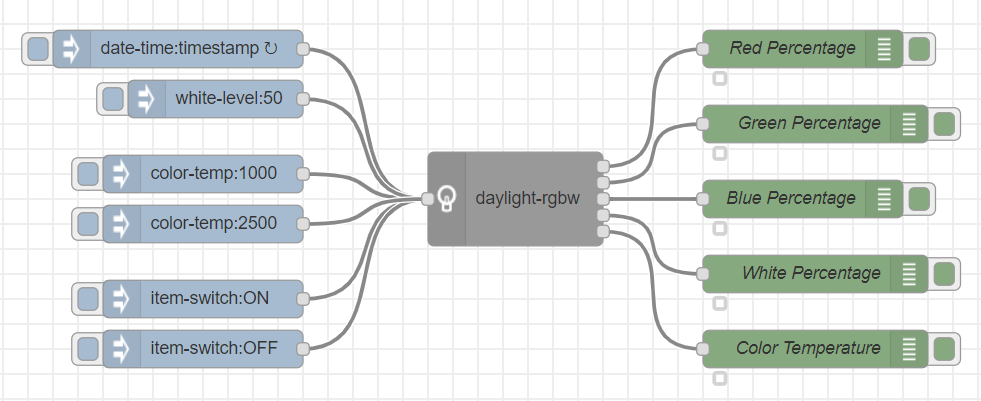 date-time:timestamp ↻
white-level:50
color-temp:1000
color-temp:2500
item-switch:ON
item-switch:OFF
daylight-rgbw
Red Percentage
Green Percentage
Blue Percentage
White Percentage
Color Temperature